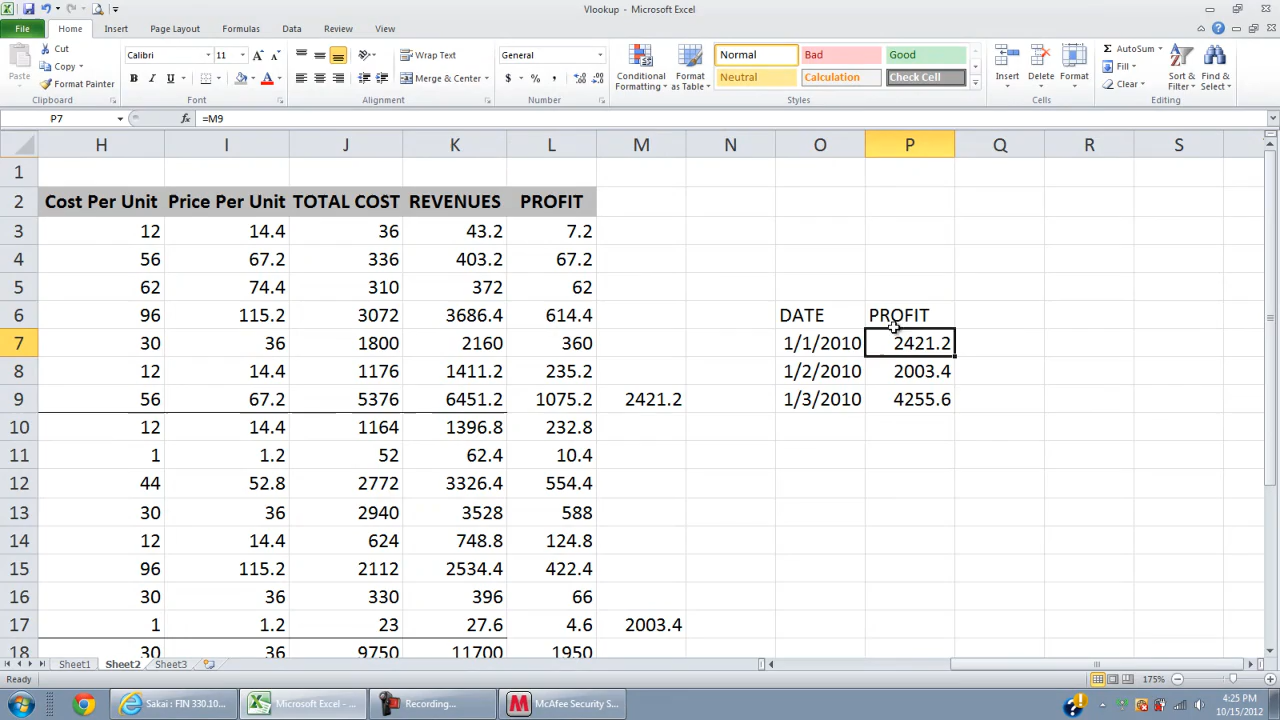 Vlookup - Microsoft Excel
File Home Insert Page Layout Formulas Data Review View
Paste Cut Copy Format Painter Clipboard
Calibri 11 Font
Wrap Text Merge & Center Alignment
General Number
Conditional Formatting Format as Table Normal Bad Good Neutral Calculation Check Cell Styles
Insert Delete Format Cells
AutoSum Fill Clear Sort & Filter Find & Select Editing
P7 fx =M9
H I J K L M N O P Q R S
1
2 Cost Per Unit Price Per Unit TOTAL COST REVENUES PROFIT
3 12 14.4 36 43.2 7.2
4 56 67.2 336 403.2 67.2
5 62 74.4 310 372 62
6 96 115.2 3072 3686.4 614.4 DATE PROFIT
7 30 36 1800 2160 360 1/1/2010 2421.2
8 12 14.4 1176 1411.2 235.2 1/2/2010 2003.4
9 56 67.2 5376 6451.2 1075.2 2421.2 1/3/2010 4255.6
10 12 14.4 1164 1396.8 232.8
11 1 1.2 52 62.4 10.4
12 44 52.8 2772 3326.4 554.4
13 30 36 2940 3528 588
14 12 14.4 624 748.8 124.8
15 96 115.2 2112 2534.4 422.4
16 30 36 330 396 66
17 1 1.2 23 27.6 4.6 2003.4
18 30 36 9750 11700 1950
Sheet1 Sheet2 Sheet3
Ready 175%
Sakai : FIN 330.10... Microsoft Excel - ... Recording... McAfee Security S... 4:25 PM
10/15/2012